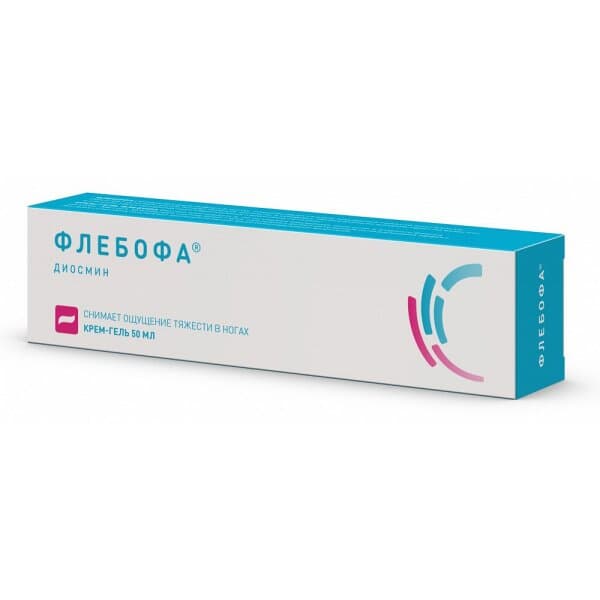 ФЛЕБОФА®
ДИОСМИН
СНИМАЕТ ОЩУЩЕНИЕ ТЯЖЕСТИ В НОГАХ
КРЕМ-ГЕЛЬ 50 МЛ
ФЛЕБОФА®